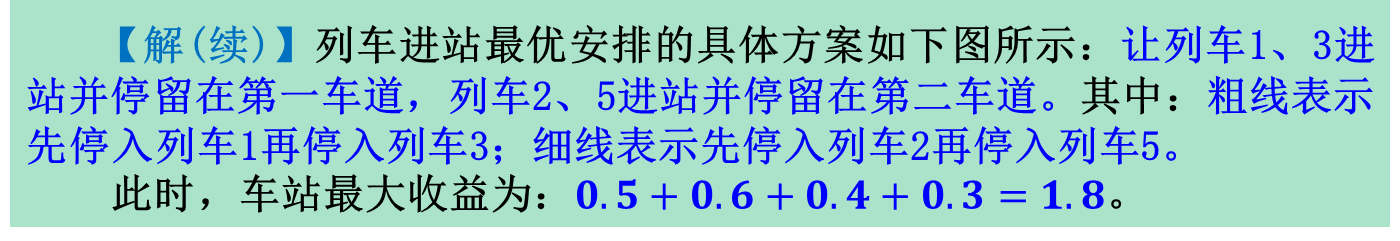 【解(续)】列车进站最优安排的具体方案如下图所示：让列车1、3进
站并停留在第一车道，列车2、5进站并停留在第二车道。其中：粗线表示
先停入列车1再停入列车3；细线表示先停入列车2再停入列车5。
此时，车站最大收益为：0.5 + 0.6 + 0.4 + 0.3 = 1.8。